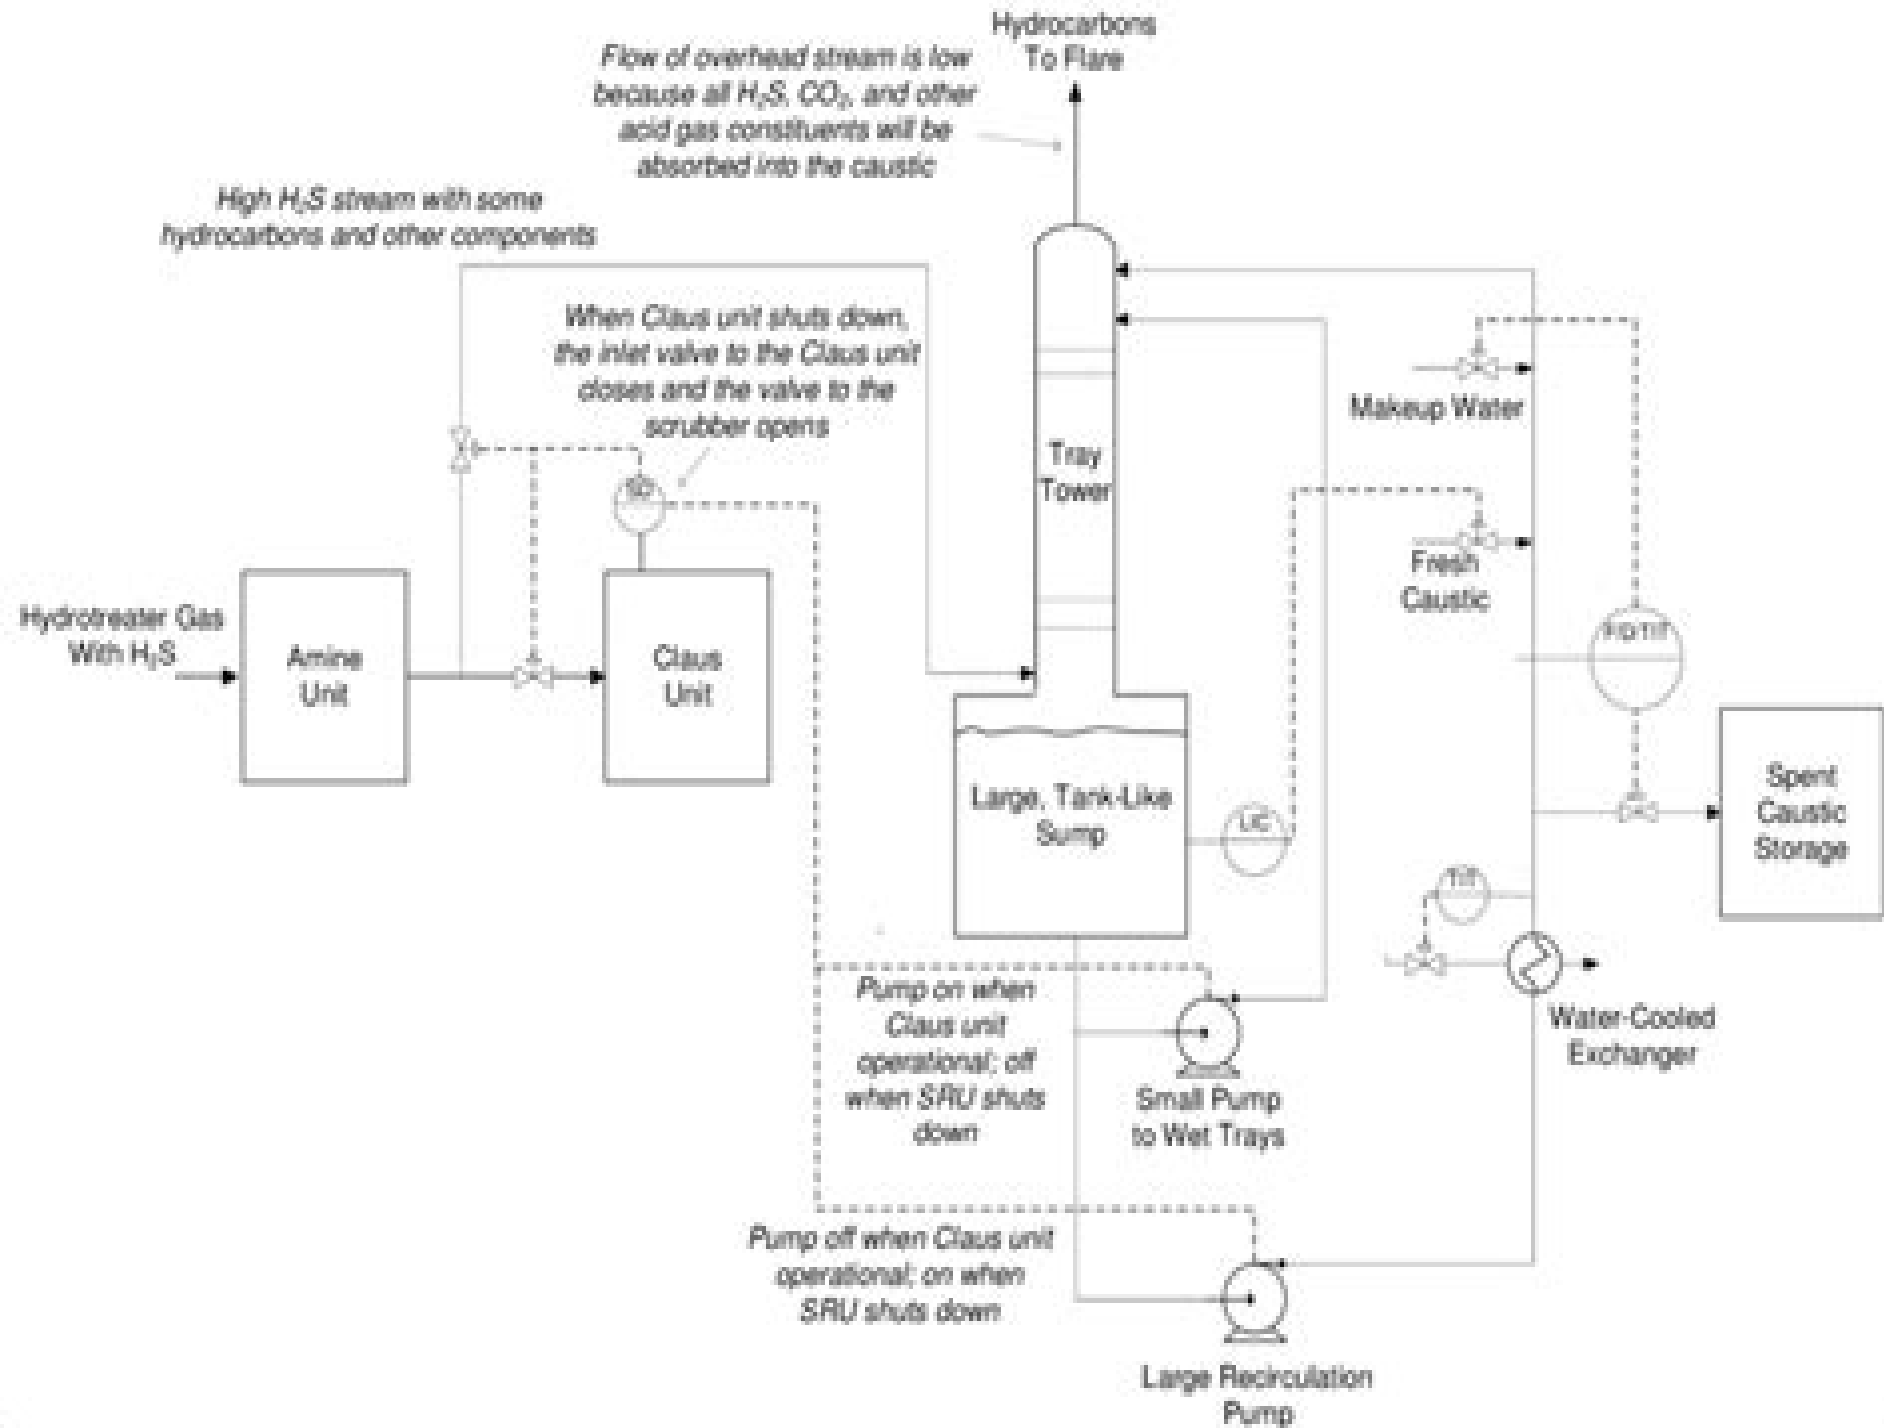 Hydrocarbons
To Flare
Flow of overhead stream is low
because all H₂S, CO₂, and other
acid gas constituents will be
absorbed into the caustic
High H₂S stream with some
hydrocarbons and other components
When Claus unit shuts down,
the inlet valve to the Claus unit
closes and the valve to the
scrubber opens
Makeup Water
Tray
Tower
Fresh
Caustic
Hydrotreater Gas
With H₂S
Amine
Unit
Claus
Unit
Large, Tank-Like
Sump
LIC
Spent
Caustic
Storage
TIT
Pump on when
Claus unit
operational; off
when SRU shuts
down
Small Pump
to Wet Trays
Water-Cooled
Exchanger
Pump off when Claus unit
operational; on when
SRU shuts down
Large Recirculation
Pump